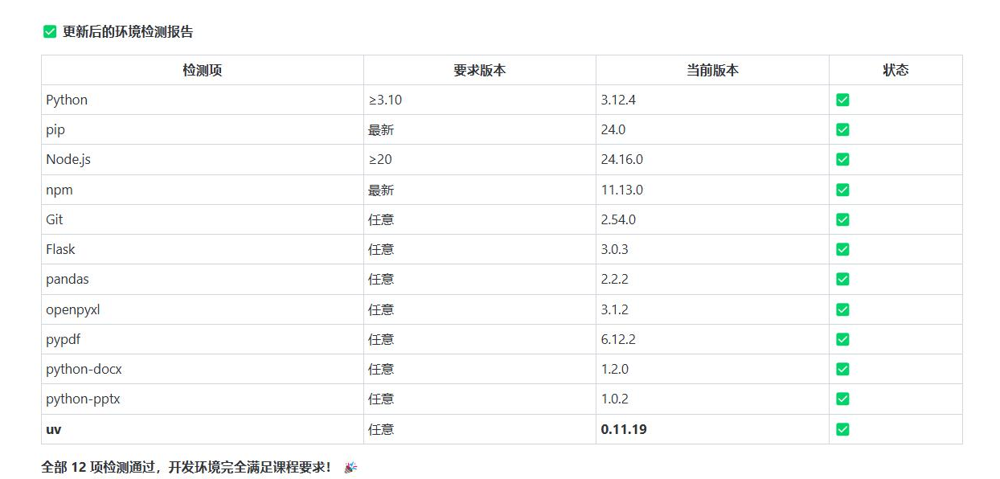 ✅ 更新后的环境检测报告
检测项 要求版本 当前版本 状态
Python ≥3.10 3.12.4 ✅
pip 最新 24.0 ✅
Node.js ≥20 24.16.0 ✅
npm 最新 11.13.0 ✅
Git 任意 2.54.0 ✅
Flask 任意 3.0.3 ✅
pandas 任意 2.2.2 ✅
openpyxl 任意 3.1.2 ✅
pypdf 任意 6.12.2 ✅
python-docx 任意 1.2.0 ✅
python-pptx 任意 1.0.2 ✅
uv 任意 0.11.19 ✅
全部 12 项检测通过，开发环境完全满足课程要求！ 🎉